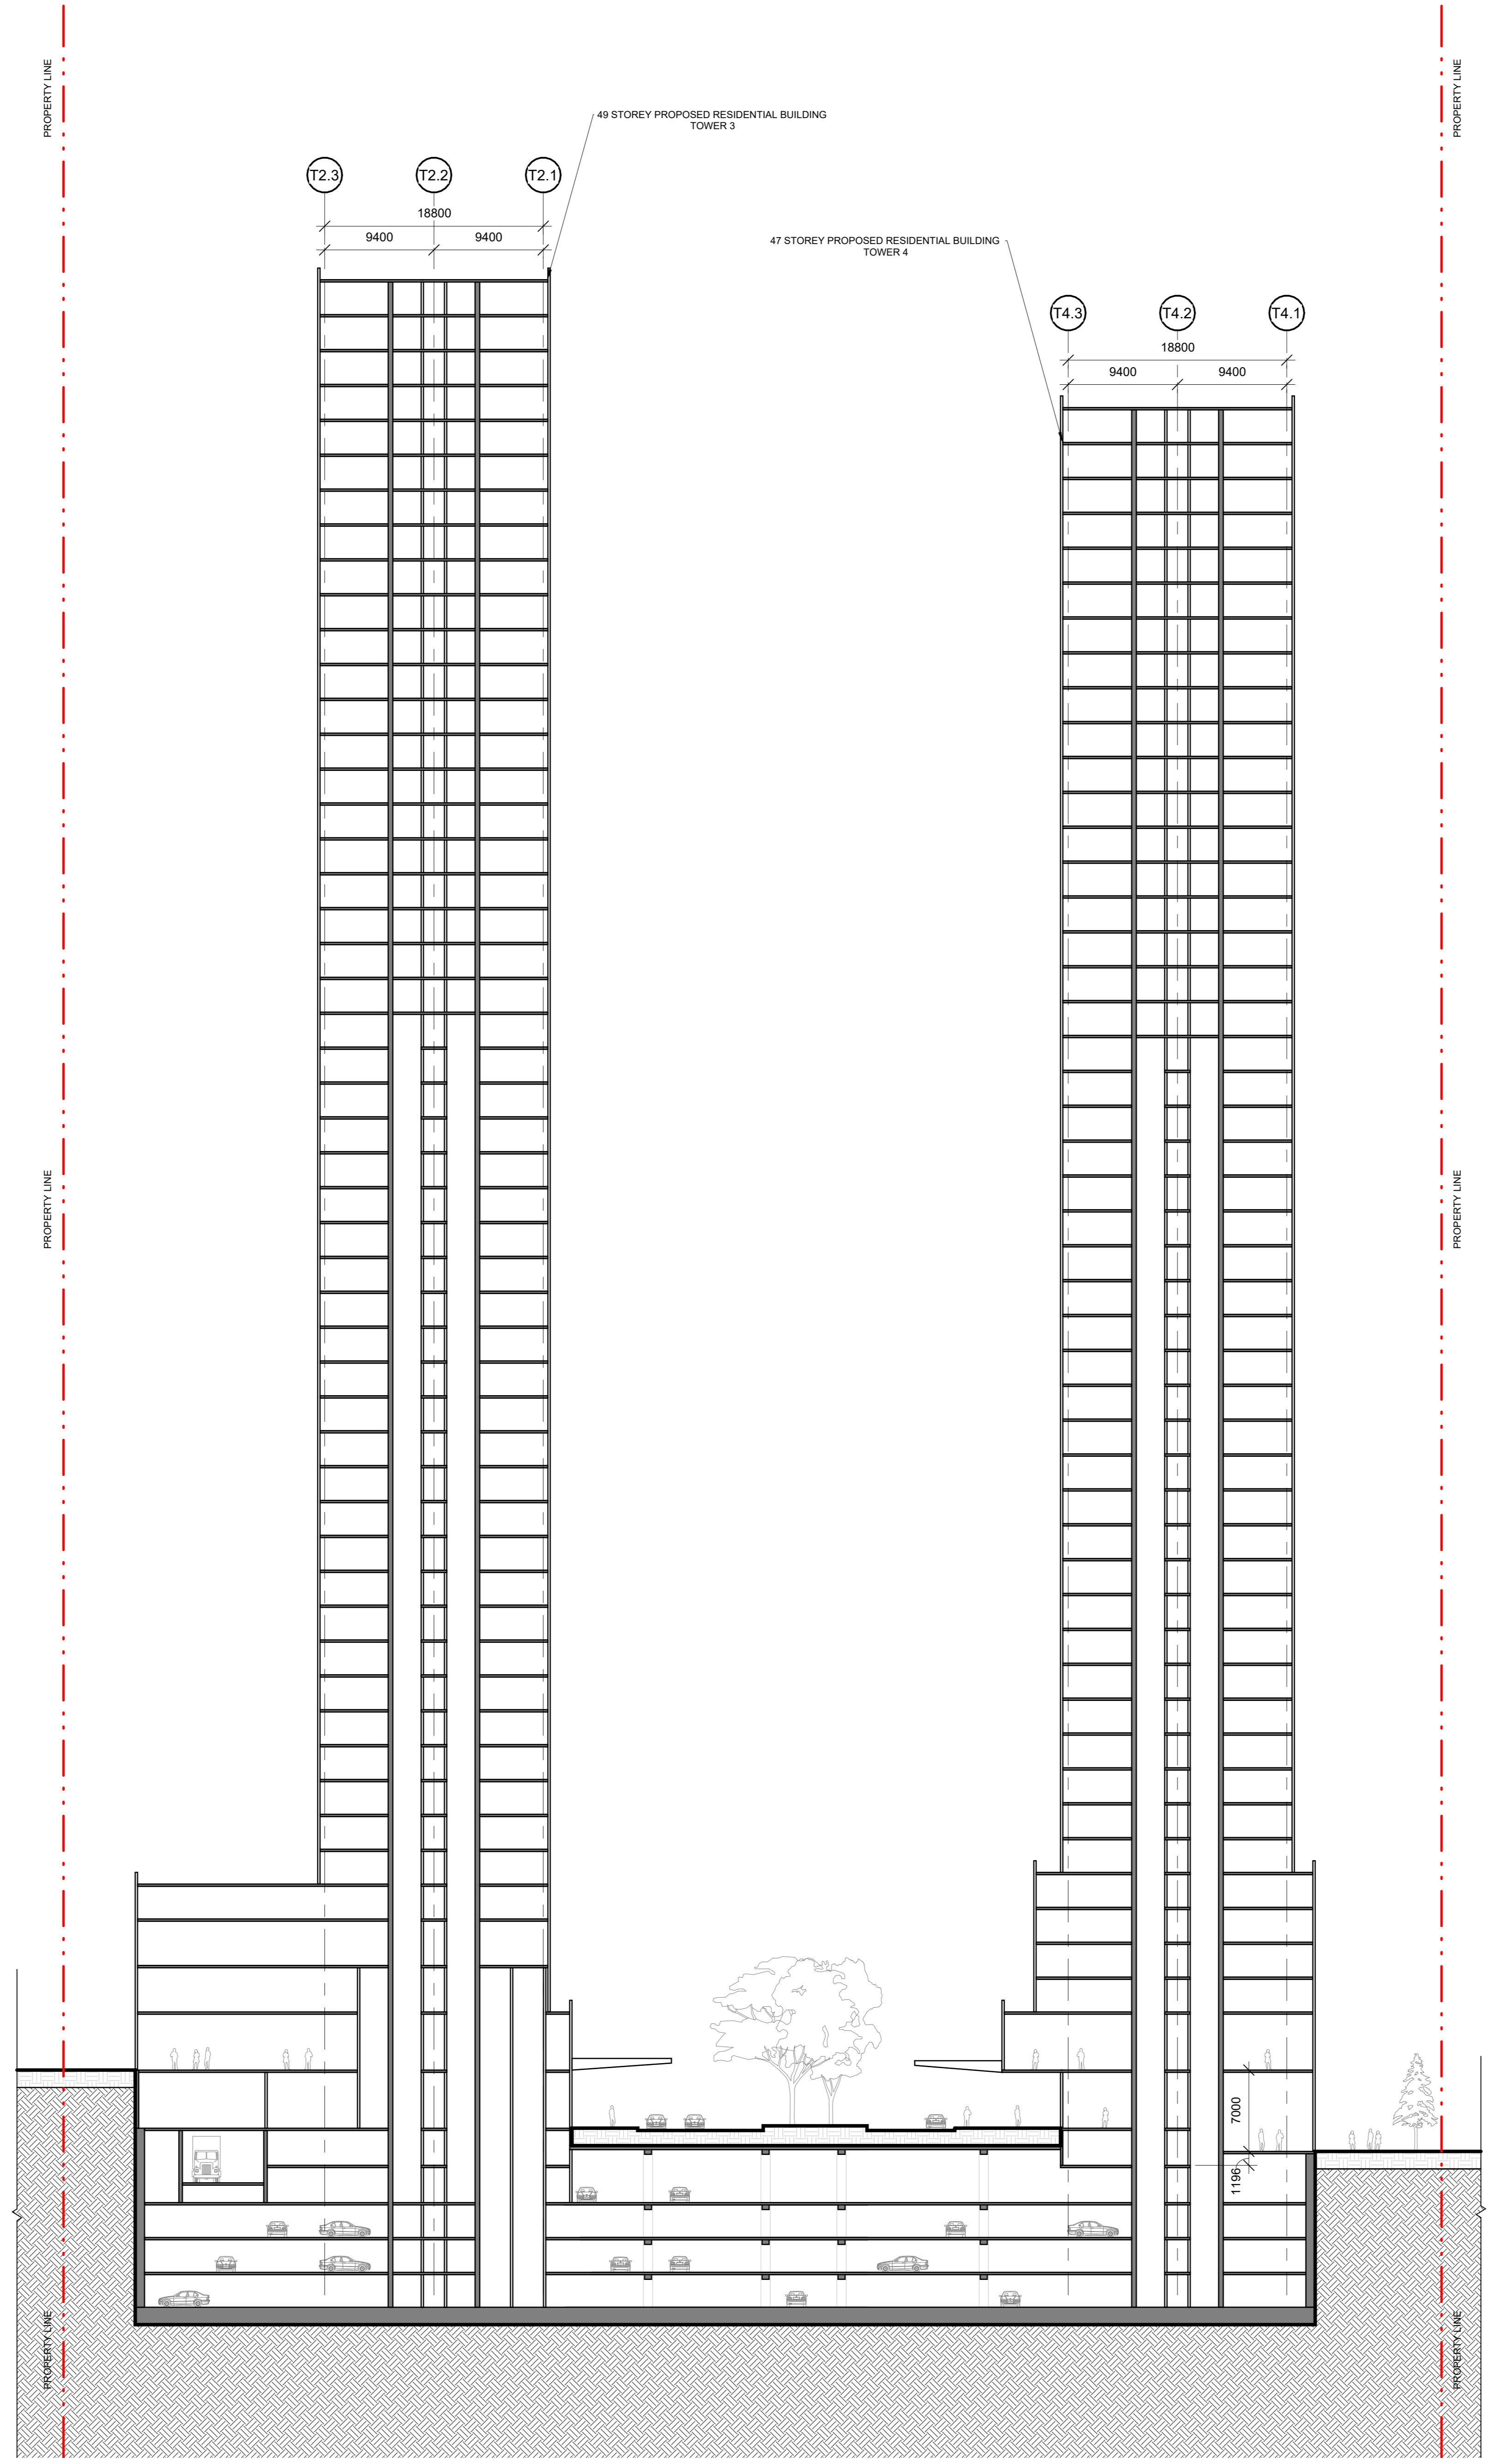 PROPERTY LINE
PROPERTY LINE
49 STOREY PROPOSED RESIDENTIAL BUILDING
TOWER 3
T2.3
T2.2
T2.1
18800
9400
9400
47 STOREY PROPOSED RESIDENTIAL BUILDING
TOWER 4
T4.3
T4.2
T4.1
18800
9400
9400
PROPERTY LINE
PROPERTY LINE
7000
1196
PROPERTY LINE
PROPERTY LINE